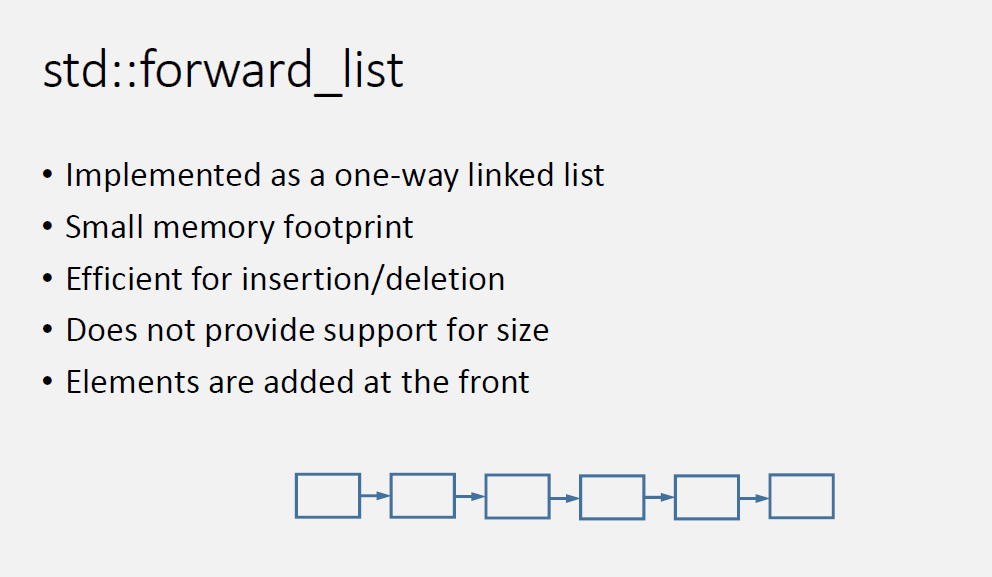 std::forward_list
• Implemented as a one-way linked list
• Small memory footprint
• Efficient for insertion/deletion
• Does not provide support for size
• Elements are added at the front